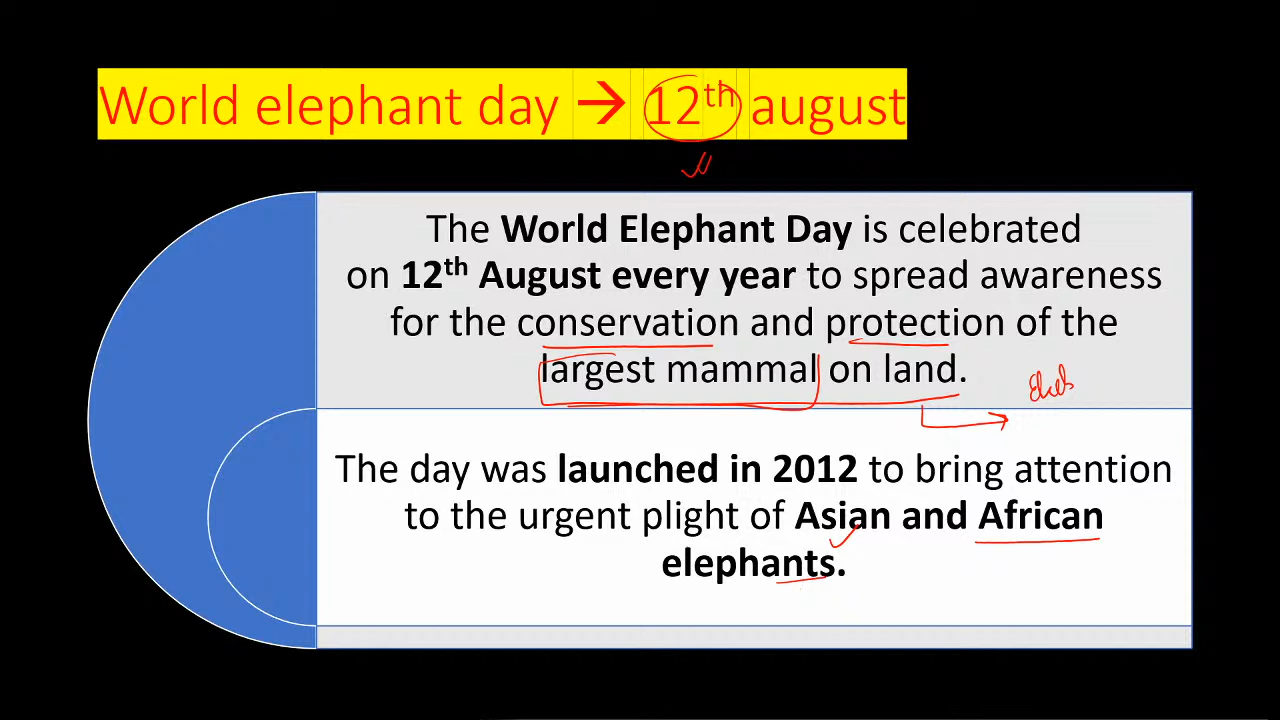 World elephant day → 12th august
The World Elephant Day is celebrated
on 12th August every year to spread awareness
for the conservation and protection of the
largest mammal on land.
The day was launched in 2012 to bring attention
to the urgent plight of Asian and African
elephants.